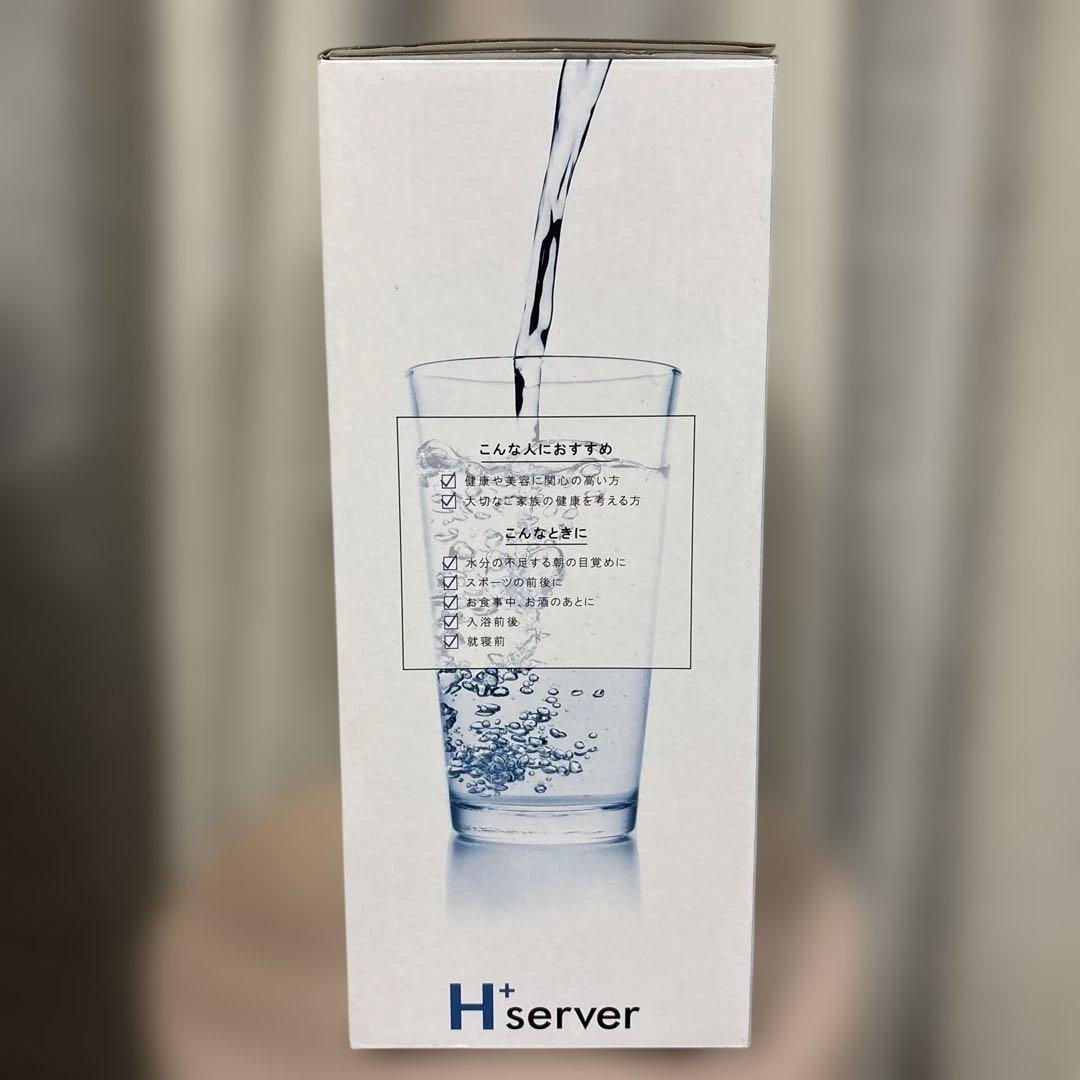 こんな人におすすめ
☑ 健康や美容に関心の高い方
☑ 大切なご家族の健康を考える方
こんなときに
☑ 水分の不足する朝の目覚めに
☑ スポーツの前後に
☑ お食事中、お酒のあとに
☑ 入浴前後
☑ 就寝前
H+server